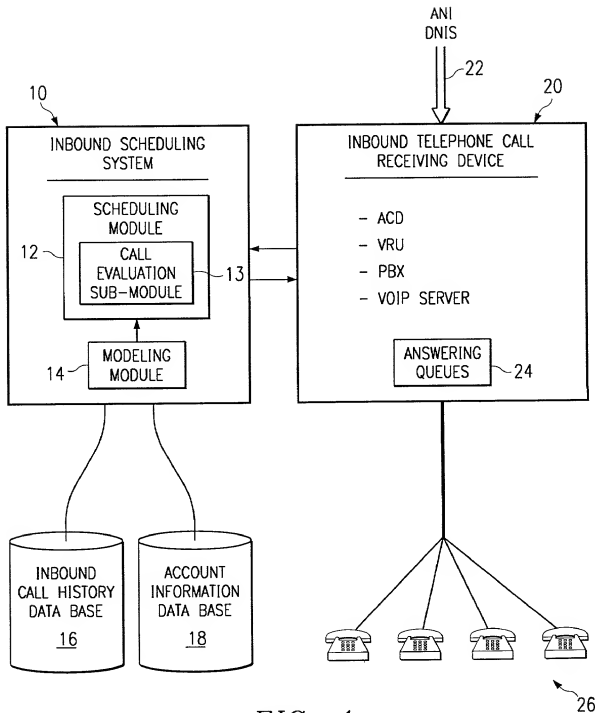 ANI
DNIS
22
10
20
INBOUND SCHEDULING
SYSTEM
SCHEDULING
MODULE
12
CALL
EVALUATION
SUB-MODULE
13
MODELING
MODULE
14
INBOUND TELEPHONE CALL
RECEIVING DEVICE
- ACD
- VRU
- PBX
- VOIP SERVER
ANSWERING
QUEUES
24
INBOUND
CALL HISTORY
DATA BASE
16
ACCOUNT
INFORMATION
DATA BASE
18
26